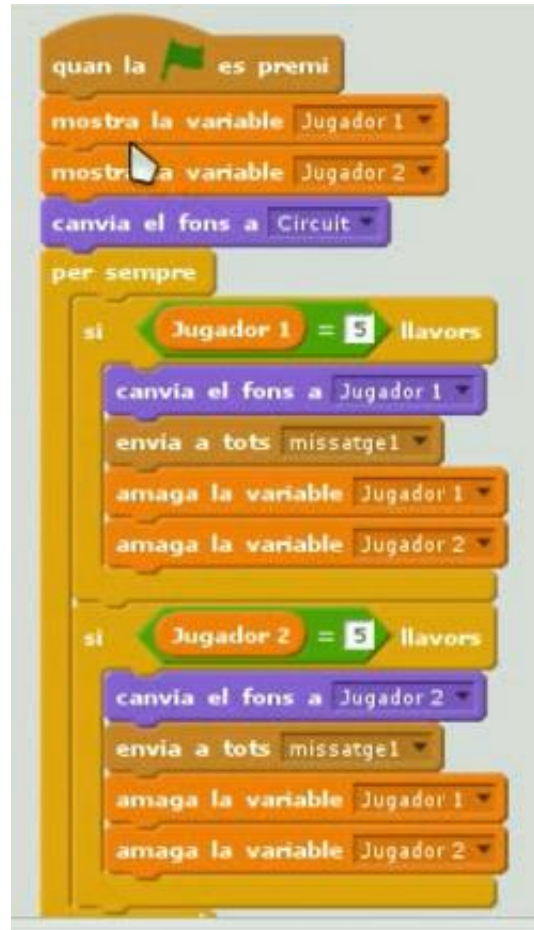 quan la es premi
mostra la variable Jugador 1
mostra la variable Jugador 2
canvia el fons a Circuit
per sempre
si Jugador 1 = 5 llavors
canvia el fons a Jugador 1
envia a tots missatge1
amaga la variable Jugador 1
amaga la variable Jugador 2
si Jugador 2 = 5 llavors
canvia el fons a Jugador 2
envia a tots missatge1
amaga la variable Jugador 1
amaga la variable Jugador 2